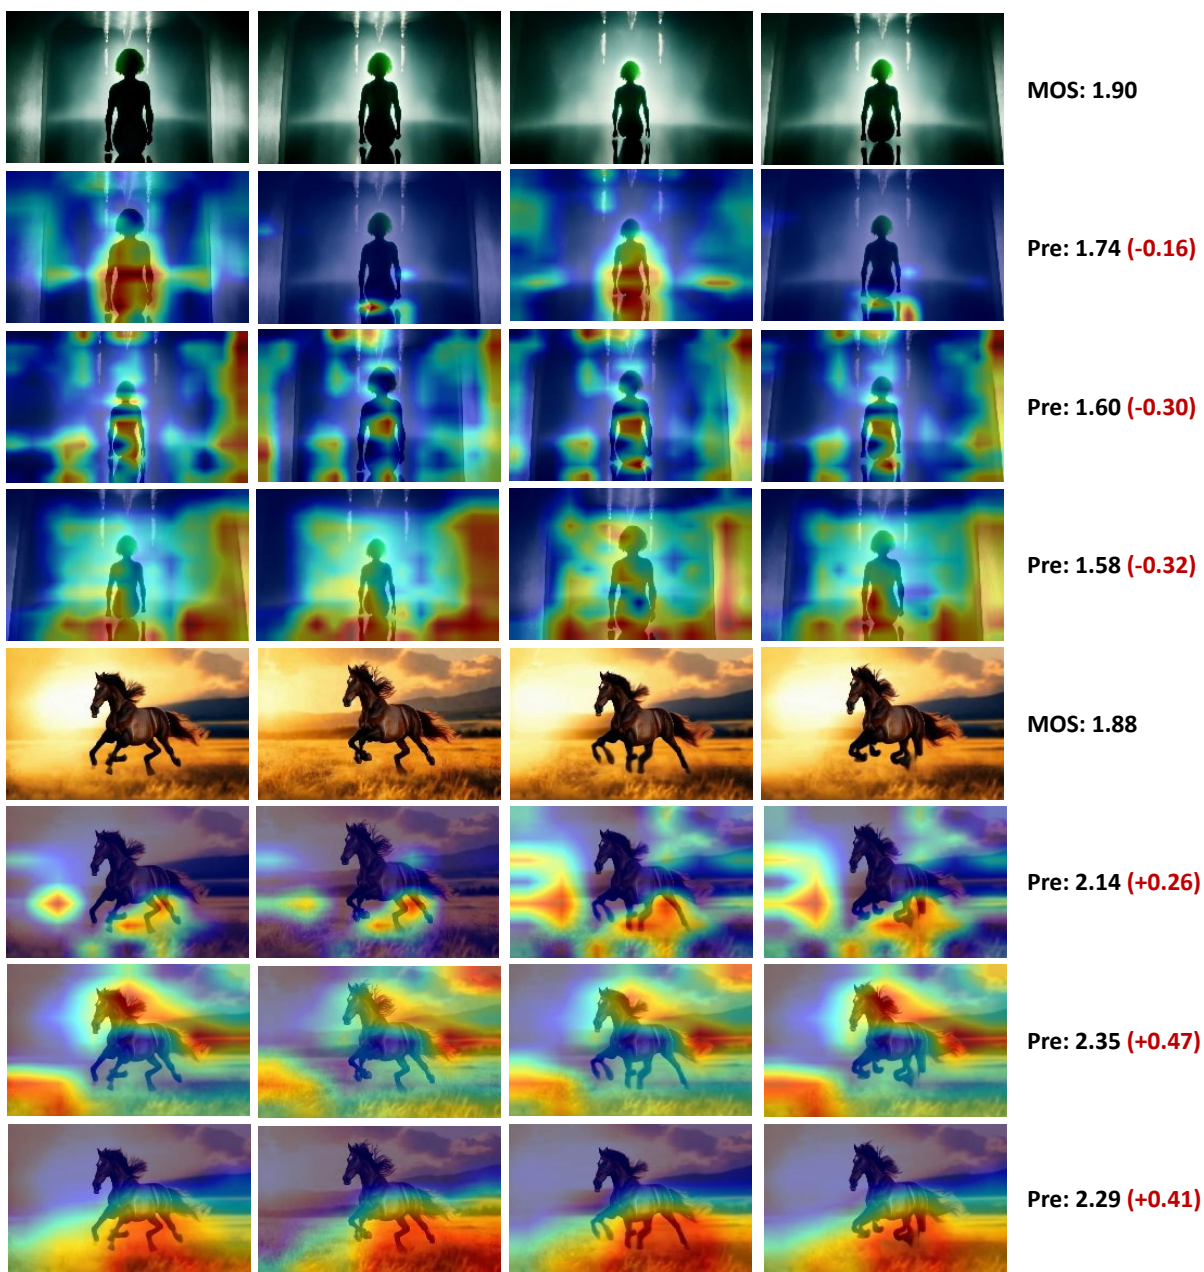 MOS: 1.90
Pre: 1.74 (-0.16)
Pre: 1.60 (-0.30)
Pre: 1.58 (-0.32)
MOS: 1.88
Pre: 2.14 (+0.26)
Pre: 2.35 (+0.47)
Pre: 2.29 (+0.41)